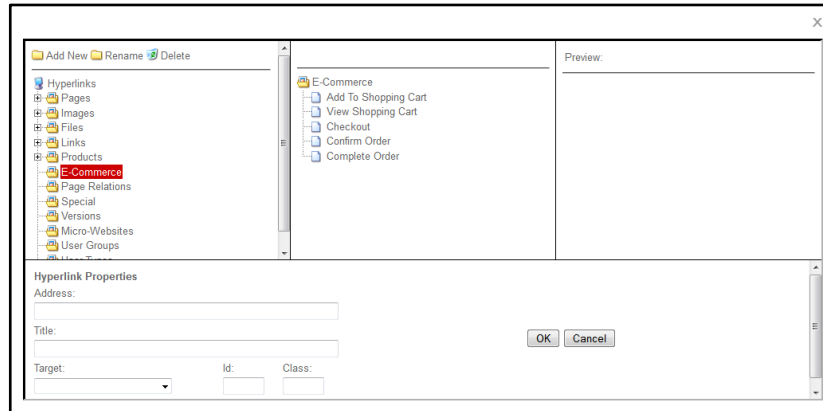 X
Add New Rename Delete
Hyperlinks
Pages
Images
Files
Links
Products
E-Commerce
Page Relations
Special
Versions
Micro-Websites
User Groups
User Types
E-Commerce
Add To Shopping Cart
View Shopping Cart
Checkout
Confirm Order
Complete Order
Preview:
Hyperlink Properties
Address:
Title:
OK Cancel
Target: Id: Class: